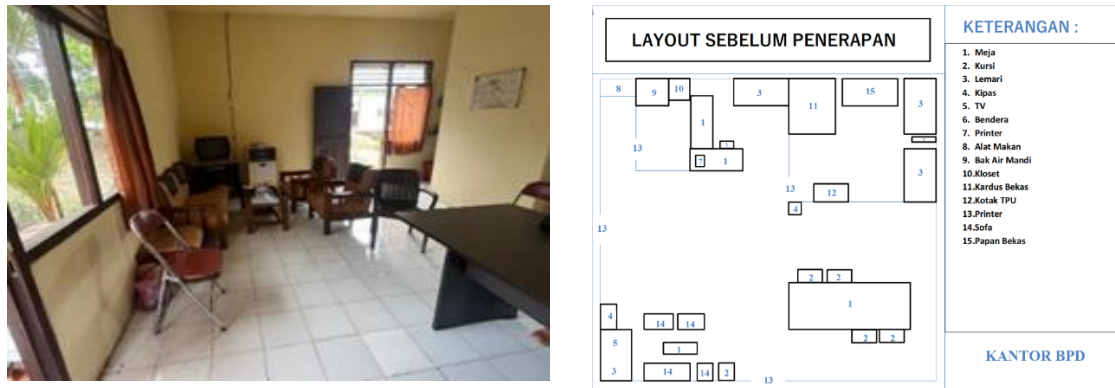 LAYOUT SEBELUM PENERAPAN
8
9
10
3
11
15
3
1
13
7
1
3
13
12
4
13
2
2
1
2
2
4
14
14
5
1
3
14
14
2
13
KETERANGAN :
1. Meja
2. Kursi
3. Lemari
4. Kipas
5. TV
6. Bendera
7. Printer
8. Alat Makan
9. Bak Air Mandi
10.Kloset
11.Kardus Bekas
12.Kotak TPU
13.Printer
14.Sofa
15.Papan Bekas
KANTOR BPD